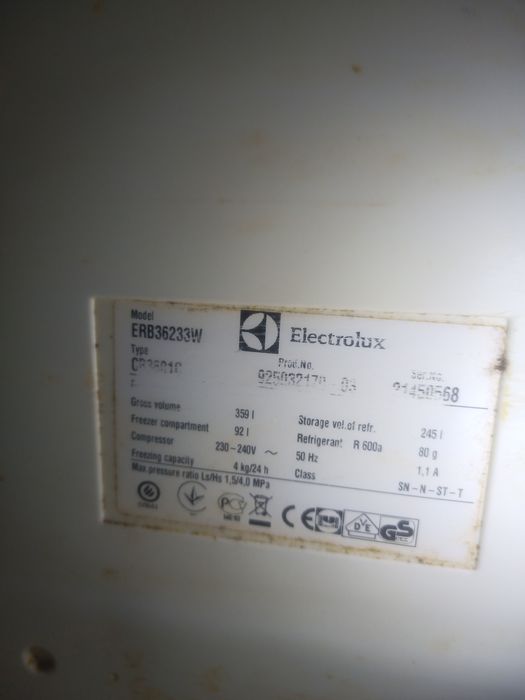 Model
ERB36233W
Electrolux
Type
Prod.No.
Ser.No.
91450568
Gross volume 359 l
Storage vol.of refr. 245 l
Freezer compartment 92 l
Refrigerant R 600a 80 g
Compressor 230-240V ~ 50 Hz 1,1 A
Freezing capacity 4 kg/24 h
Class SN-N-ST-T
Max.pressure ratio Ls/Hs 1,5/4,0 MPa
CE
DVE
GS